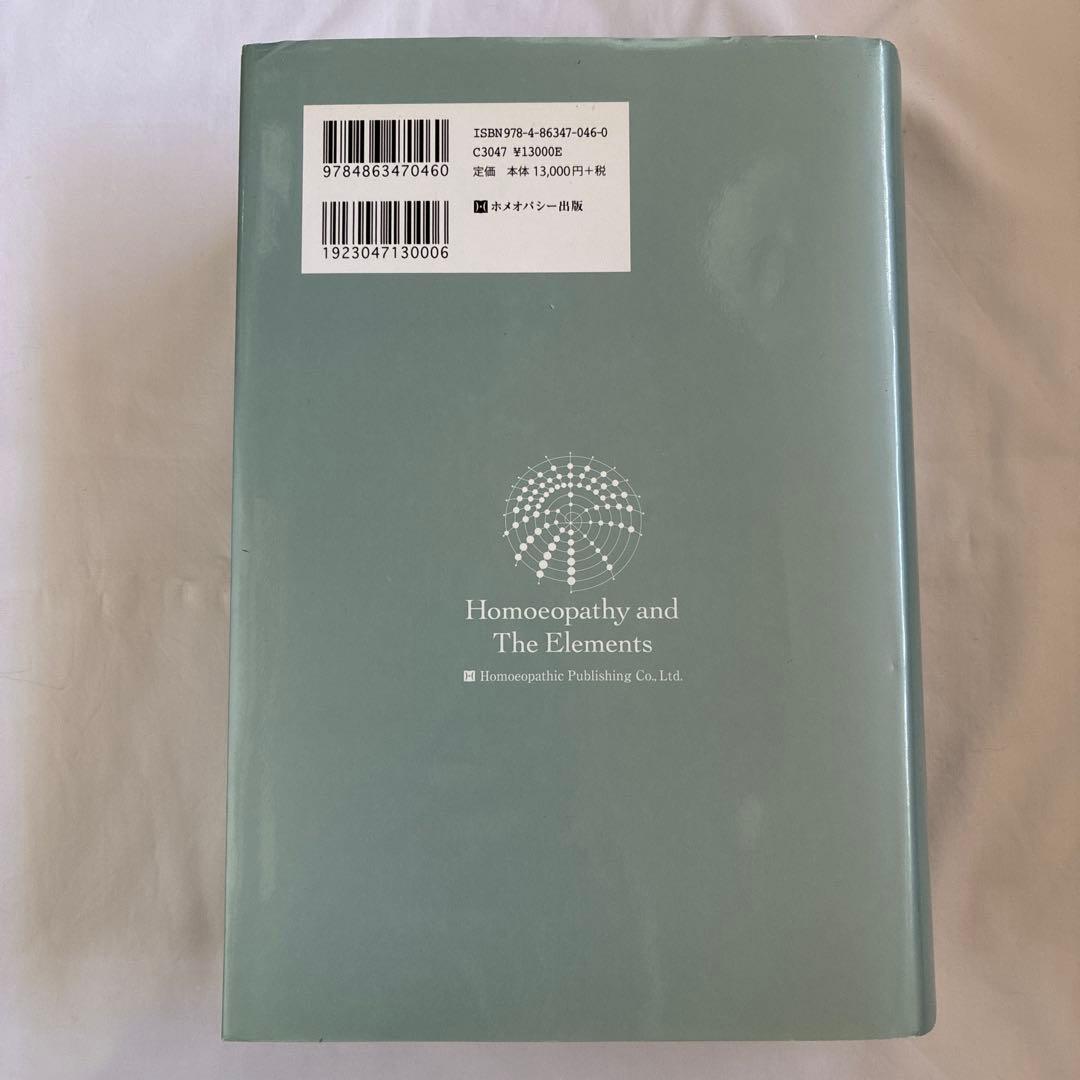 ISBN978-4-86347-046-0
C3047 ¥13000E
定価 本体 13,000円+税
ホメオパシー出版
9784863470460
1923047130006
Homoeopathy and
The Elements
Homoeopathic Publishing Co., Ltd.